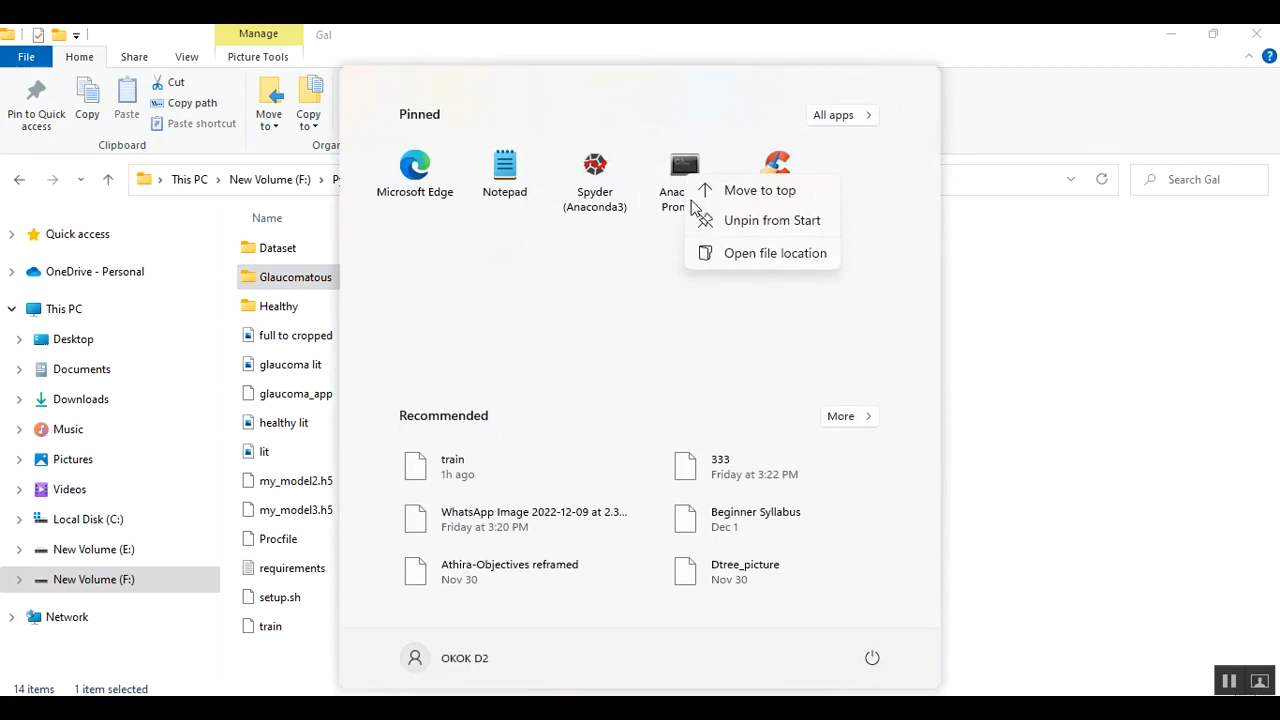 Manage
Gal
File
Home
Share
View
Picture Tools
Pin to Quick
access
Copy
Paste
Cut
Copy path
Paste shortcut
Move
to
Copy
to
Clipboard
This PC
New Volume (F:)
Search Gal
Name
Quick access
OneDrive - Personal
This PC
Desktop
Documents
Downloads
Music
Pictures
Videos
Local Disk (C:)
New Volume (E:)
New Volume (F:)
Network
Dataset
Glaucomatous
Healthy
full to cropped
glaucoma lit
glaucoma_app
healthy lit
lit
my_model2.h5
my_model3.h5
Procfile
requirements
setup.sh
train
14 items
1 item selected
Pinned
All apps
Microsoft Edge
Notepad
Spyder
(Anaconda3)
Move to top
Unpin from Start
Open file location
Recommended
More
train
1h ago
333
Friday at 3:22 PM
WhatsApp Image 2022-12-09 at 2.3...
Friday at 3:20 PM
Beginner Syllabus
Dec 1
Athira-Objectives reframed
Nov 30
Dtree_picture
Nov 30
OKOK D2